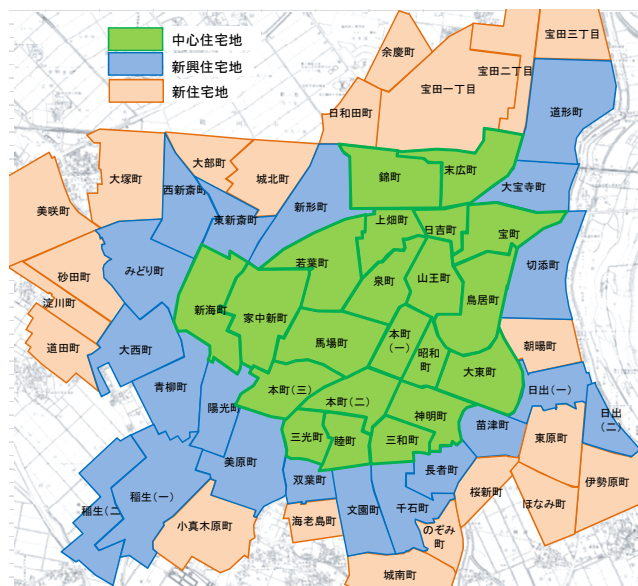 中心住宅地
新興住宅地
新住宅地
余慶町
宝田三丁目
宝田二丁目
宝田一丁目
日和田町
道形町
大部町
城北町
大塚町
西新斎町
東新斎町
新形町
錦町
末広町
大宝寺町
美咲町
上畑町
日吉町
宝町
みどり町
若葉町
泉町
山王町
切添町
砂田町
淀川町
新海町
家中新町
鳥居町
道田町
大西町
馬場町
本町
(一)
昭和
町
大東町
朝暘町
青柳町
陽光町
本町(三)
本町(二)
神明町
日出(一)
日出
(二)
苗津町
三光町
睦町
三和町
東原町
美原町
双葉町
長者町
伊勢原町
稲生(一)
稲生(二
小真木原町
海老島町
文園町
千石町
桜新町
ほなみ町
のぞみ
町
城南町